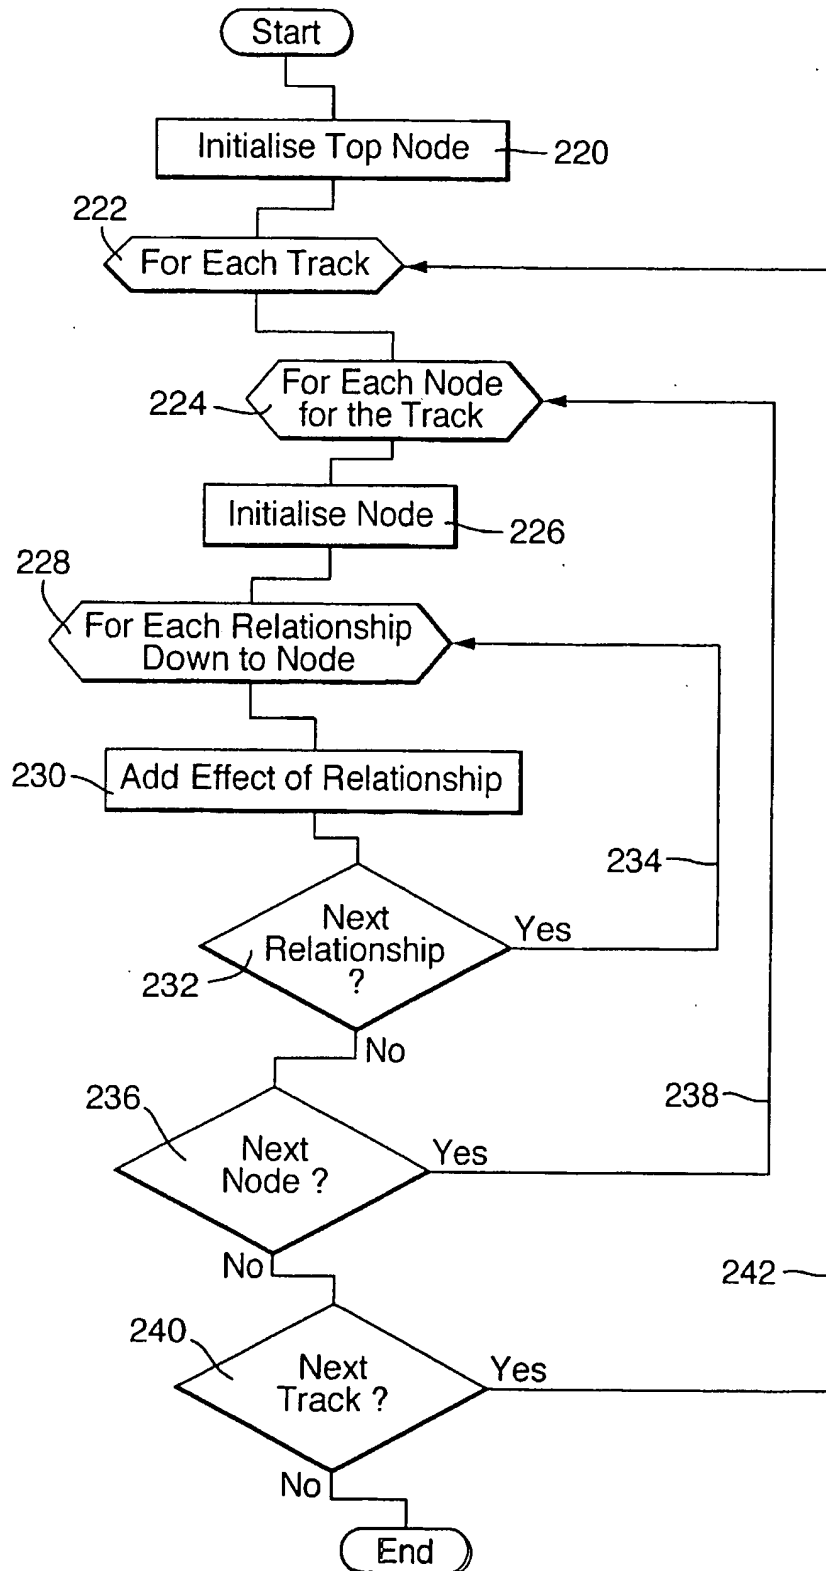 Start
Initialise Top Node
220
222
For Each Track
For Each Node
for the Track
224
Initialise Node
226
228
For Each Relationship
Down to Node
230
Add Effect of Relationship
234
Next
Relationship
?
Yes
232
No
236
238
Next
Node ?
Yes
No
242
240
Next
Track ?
Yes
No
End